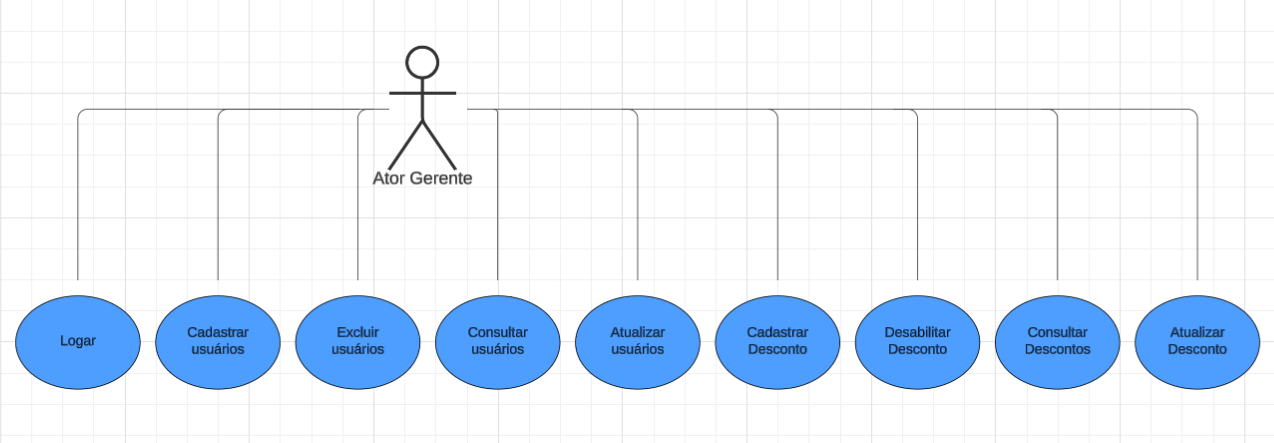 Ator Gerente
Logar
Cadastrar
usuários
Excluir
usuários
Consultar
usuários
Atualizar
usuários
Cadastrar
Desconto
Desabilitar
Desconto
Consultar
Descontos
Atualizar
Desconto